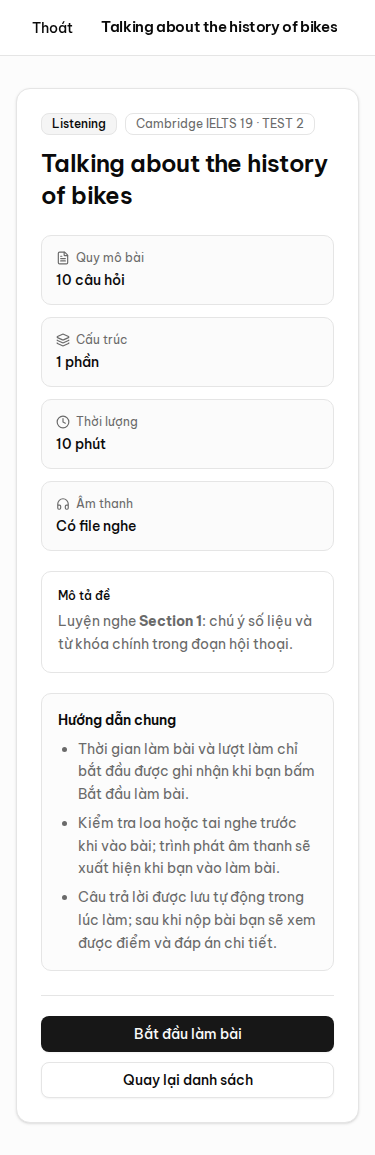 Thoát
Talking about the history of bikes
Listening
Cambridge IELTS 19 · TEST 2
Talking about the history
of bikes
Quy mô bài
10 câu hỏi
Cấu trúc
1 phần
Thời lượng
10 phút
Âm thanh
Có file nghe
Mô tả đề
Luyện nghe Section 1: chú ý số liệu và
từ khóa chính trong đoạn hội thoại.
Hướng dẫn chung
• Thời gian làm bài và lượt làm chỉ
bắt đầu được ghi nhận khi bạn bấm
Bắt đầu làm bài.
• Kiểm tra loa hoặc tai nghe trước
khi vào bài; trình phát âm thanh sẽ
xuất hiện khi bạn vào làm bài.
• Câu trả lời được lưu tự động trong
lúc làm; sau khi nộp bài bạn sẽ xem
được điểm và đáp án chi tiết.
Bắt đầu làm bài
Quay lại danh sách